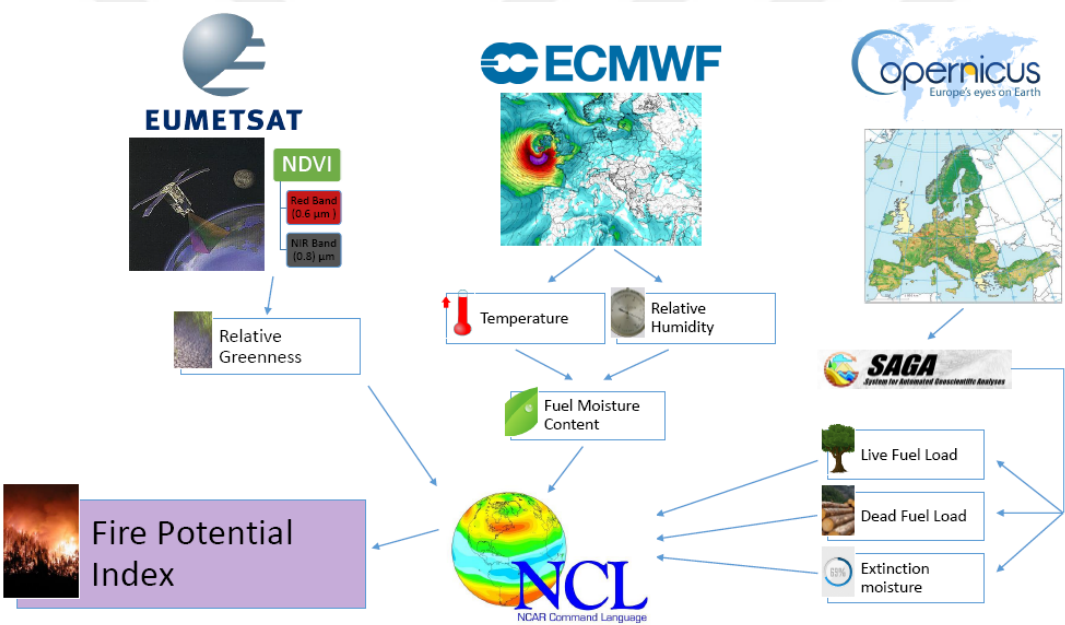 EUMETSAT
ECMWF
Copernicus
Europe's eyes on Earth
NDVI
Red Band
(0.6 µm )
NIR Band
(0.8) µm
Relative
Greenness
Temperature
Relative
Humidity
Fuel Moisture
Content
SAGA
System for Automated Geoscientific Analyses
Live Fuel Load
Dead Fuel Load
69%
Extinction
moisture
Fire Potential
Index
NCL
NCAR Command Language